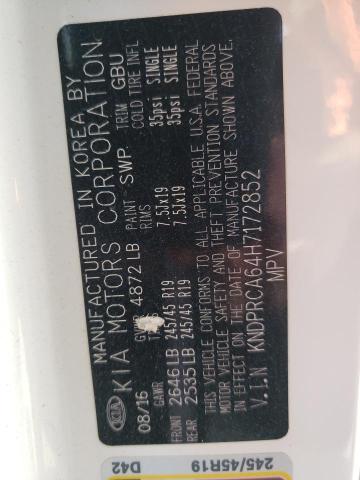 MANUFACTURED IN KOREA BY
KIA MOTORS CORPORATION
KIA
08/16 4872 LB PAINT SWP TRIM GBU
GAWR RIMS COLD TIRE INFL
FRONT 2646 LB 245/45 R19 7.5Jx19 35psi SINGLE
REAR 2535 LB 245/45 R19 7.5Jx19 35psi SINGLE
THIS VEHICLE CONFORMS TO ALL APPLICABLE U.S.A. FEDERAL
MOTOR VEHICLE SAFETY AND THEFT PREVENTION STANDARDS
IN EFFECT ON THE DATE OF MANUFACTURE SHOWN ABOVE.
V.I.N KNDPRCA64H7172852
MPV
D42 245/45R19